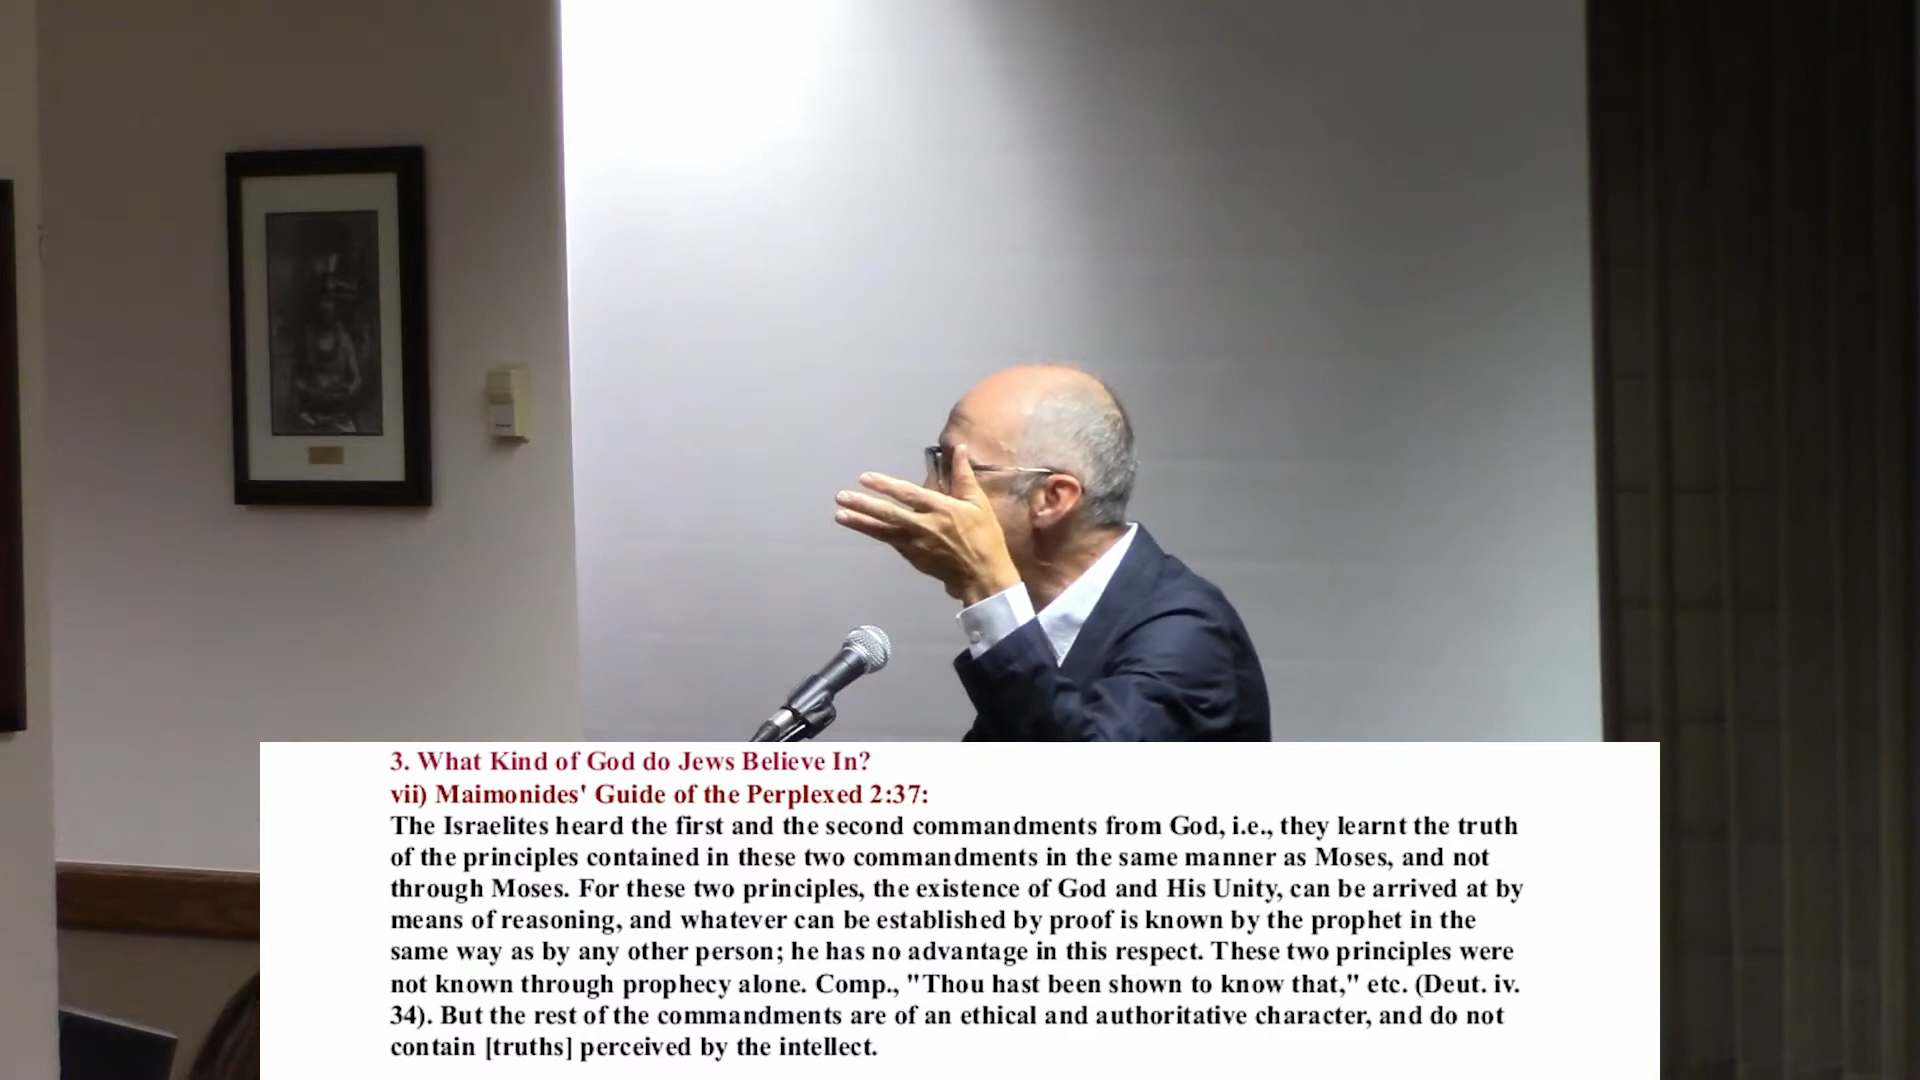 3. What Kind of God do Jews Believe In?
vii) Maimonides' Guide of the Perplexed 2:37:
The Israelites heard the first and the second commandments from God, i.e., they learnt the truth
of the principles contained in these two commandments in the same manner as Moses, and not
through Moses. For these two principles, the existence of God and His Unity, can be arrived at by
means of reasoning, and whatever can be established by proof is known by the prophet in the
same way as by any other person; he has no advantage in this respect. These two principles were
not known through prophecy alone. Comp., "Thou hast been shown to know that," etc. (Deut. iv.
34). But the rest of the commandments are of an ethical and authoritative character, and do not
contain [truths] perceived by the intellect.